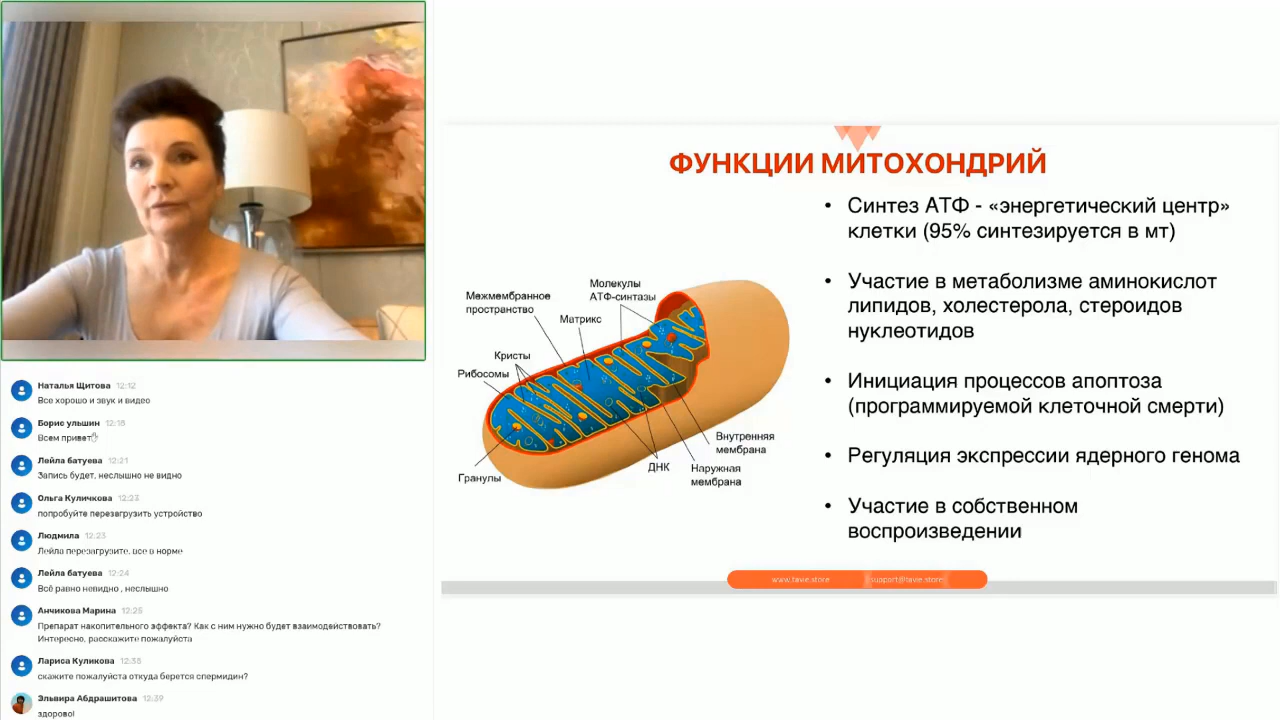 ФУНКЦИИ МИТОХОНДРИЙ
Синтез АТФ - «энергетический центр»
клетки (95% синтезируется в мт)
Участие в метаболизме аминокислот
липидов, холестерола, стероидов
нуклеотидов
Инициация процессов апоптоза
(программируемой клеточной смерти)
Регуляция экспрессии ядерного генома
Участие в собственном
воспроизведении
Молекулы
АТФ-синтазы
Межмембранное
пространство
Матрикс
Кристы
Рибосомы
Гранулы
ДНК
Внутренняя
мембрана
Наружная
мембрана
www.lavie.store support@lavie.store
Наталья Щитова 12:12
Все хорошо и звук и видео
Борис ульшин 12:18
Всем привет!
Лейла батуева 12:21
Запись будет, неслышно не видно
Ольга Куличкова 12:23
попробуйте перезагрузить устройство
Людмила 12:23
Лейла перезагрузите. все в норме
Лейла батуева 12:24
Всё равно невидно , неслышно
Анчикова Марина 12:25
Препарат накопительного эффекта? Как с ним нужно будет взаимодействовать?
Интересно, расскажите пожалуйста
Лариса Куликова 12:35
скажите пожалуйста откуда берется спермидин?
Эльвира Абдрашитова 12:39
здорово!